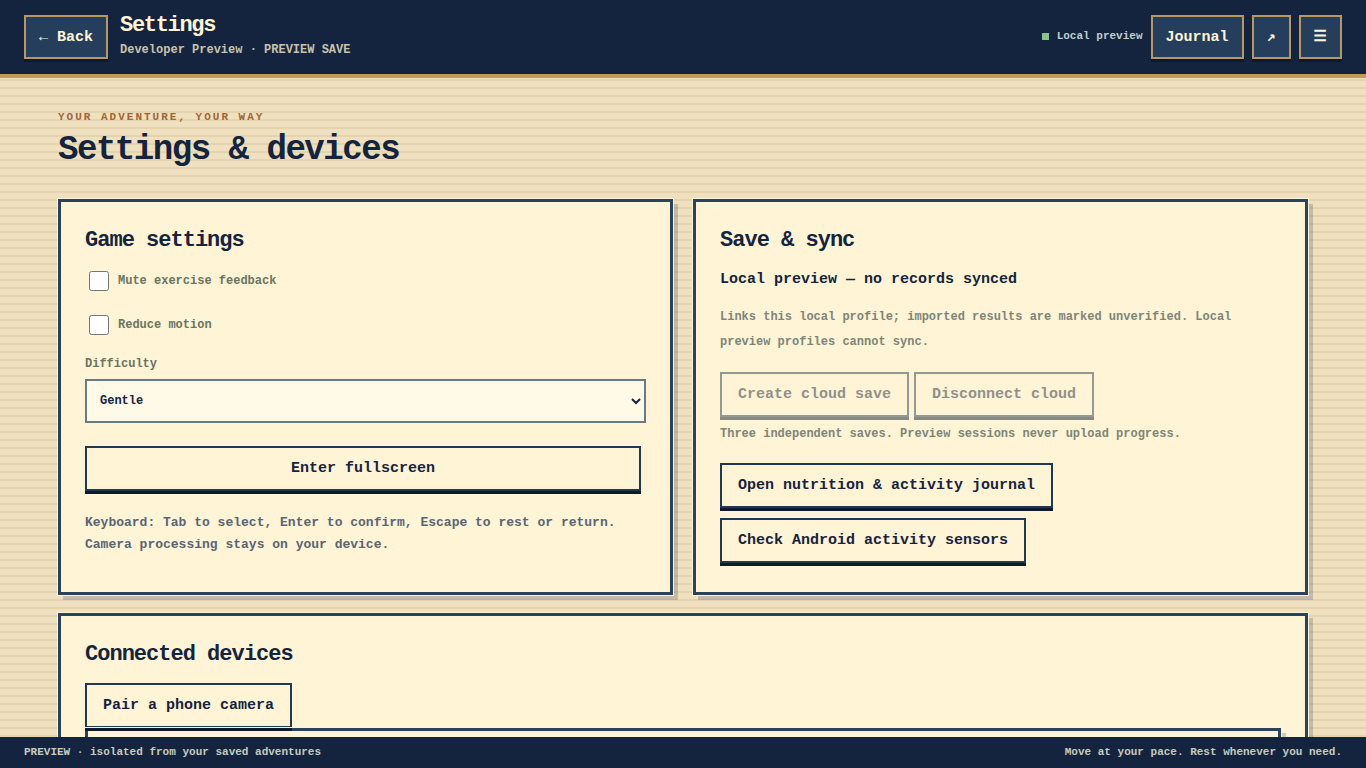 ← Back
Settings
Developer Preview · PREVIEW SAVE
Local preview
Journal
↗
☰
YOUR ADVENTURE, YOUR WAY
Settings & devices
Game settings
Mute exercise feedback
Reduce motion
Difficulty
Gentle
Enter fullscreen
Keyboard: Tab to select, Enter to confirm, Escape to rest or return.
Camera processing stays on your device.
Save & sync
Local preview — no records synced
Links this local profile; imported results are marked unverified. Local
preview profiles cannot sync.
Create cloud save
Disconnect cloud
Three independent saves. Preview sessions never upload progress.
Open nutrition & activity journal
Check Android activity sensors
Connected devices
Pair a phone camera
PREVIEW · isolated from your saved adventures
Move at your pace. Rest whenever you need.